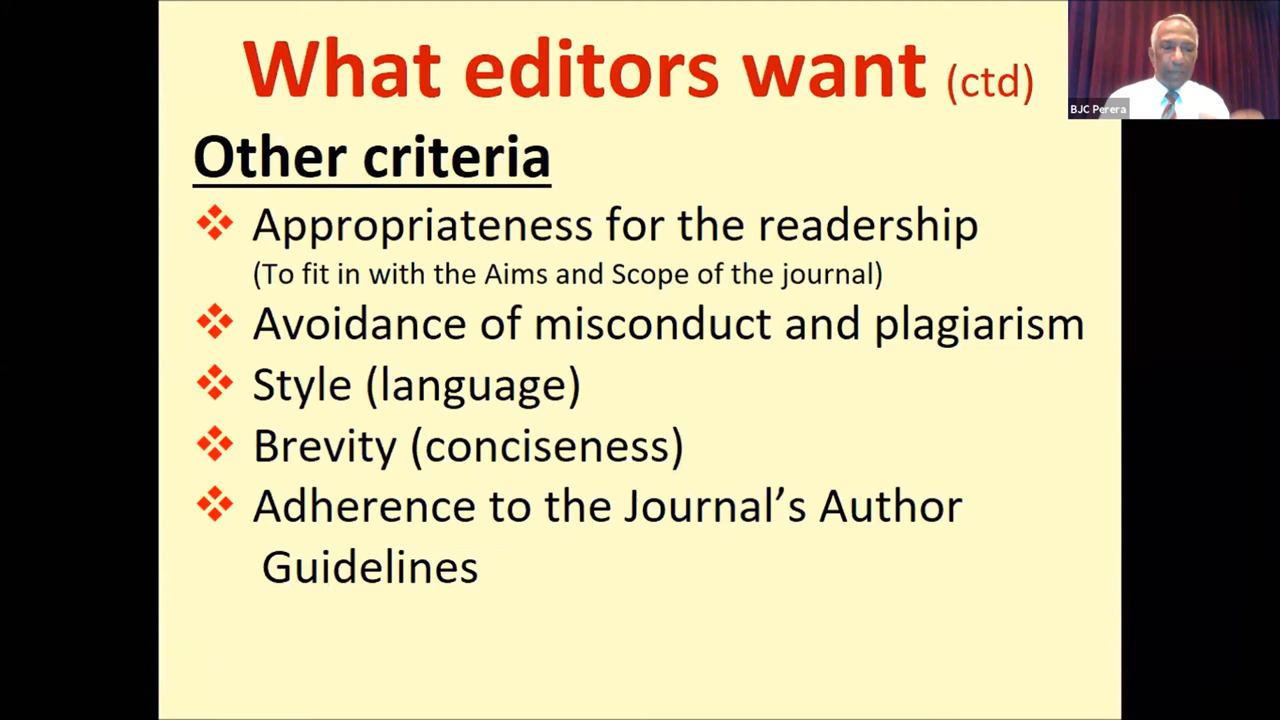 What editors want (ctd)
BJC Perera
Other criteria
❖ Appropriateness for the readership
(To fit in with the Aims and Scope of the journal)
❖ Avoidance of misconduct and plagiarism
❖ Style (language)
❖ Brevity (conciseness)
❖ Adherence to the Journal’s Author
Guidelines